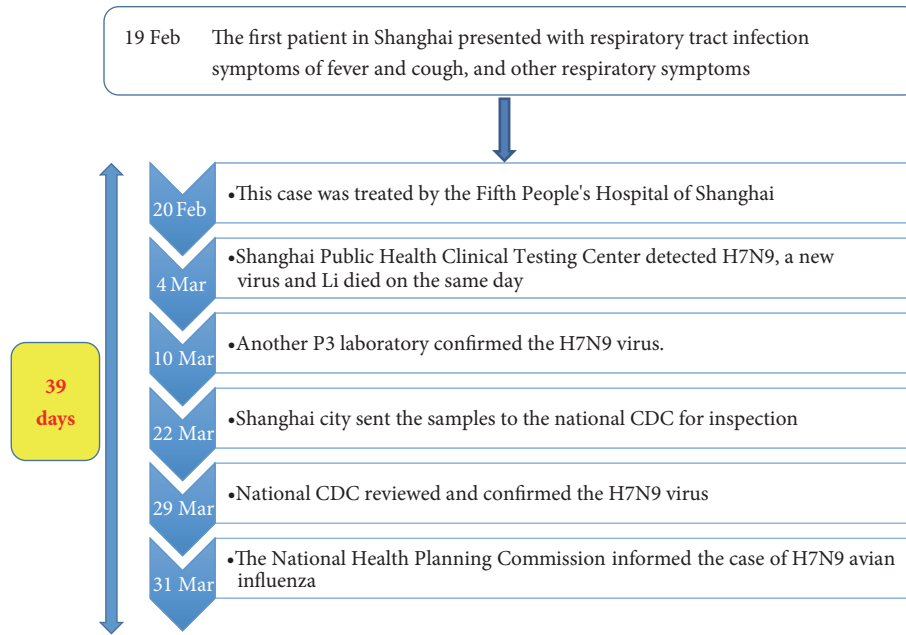 19 Feb The first patient in Shanghai presented with respiratory tract infection
symptoms of fever and cough, and other respiratory symptoms
20 Feb
•This case was treated by the Fifth People's Hospital of Shanghai
4 Mar
•Shanghai Public Health Clinical Testing Center detected H7N9, a new
virus and Li died on the same day
10 Mar
•Another P3 laboratory confirmed the H7N9 virus.
22 Mar
•Shanghai city sent the samples to the national CDC for inspection
29 Mar
•National CDC reviewed and confirmed the H7N9 virus
31 Mar
•The National Health Planning Commission informed the case of H7N9 avian
influenza
39
days